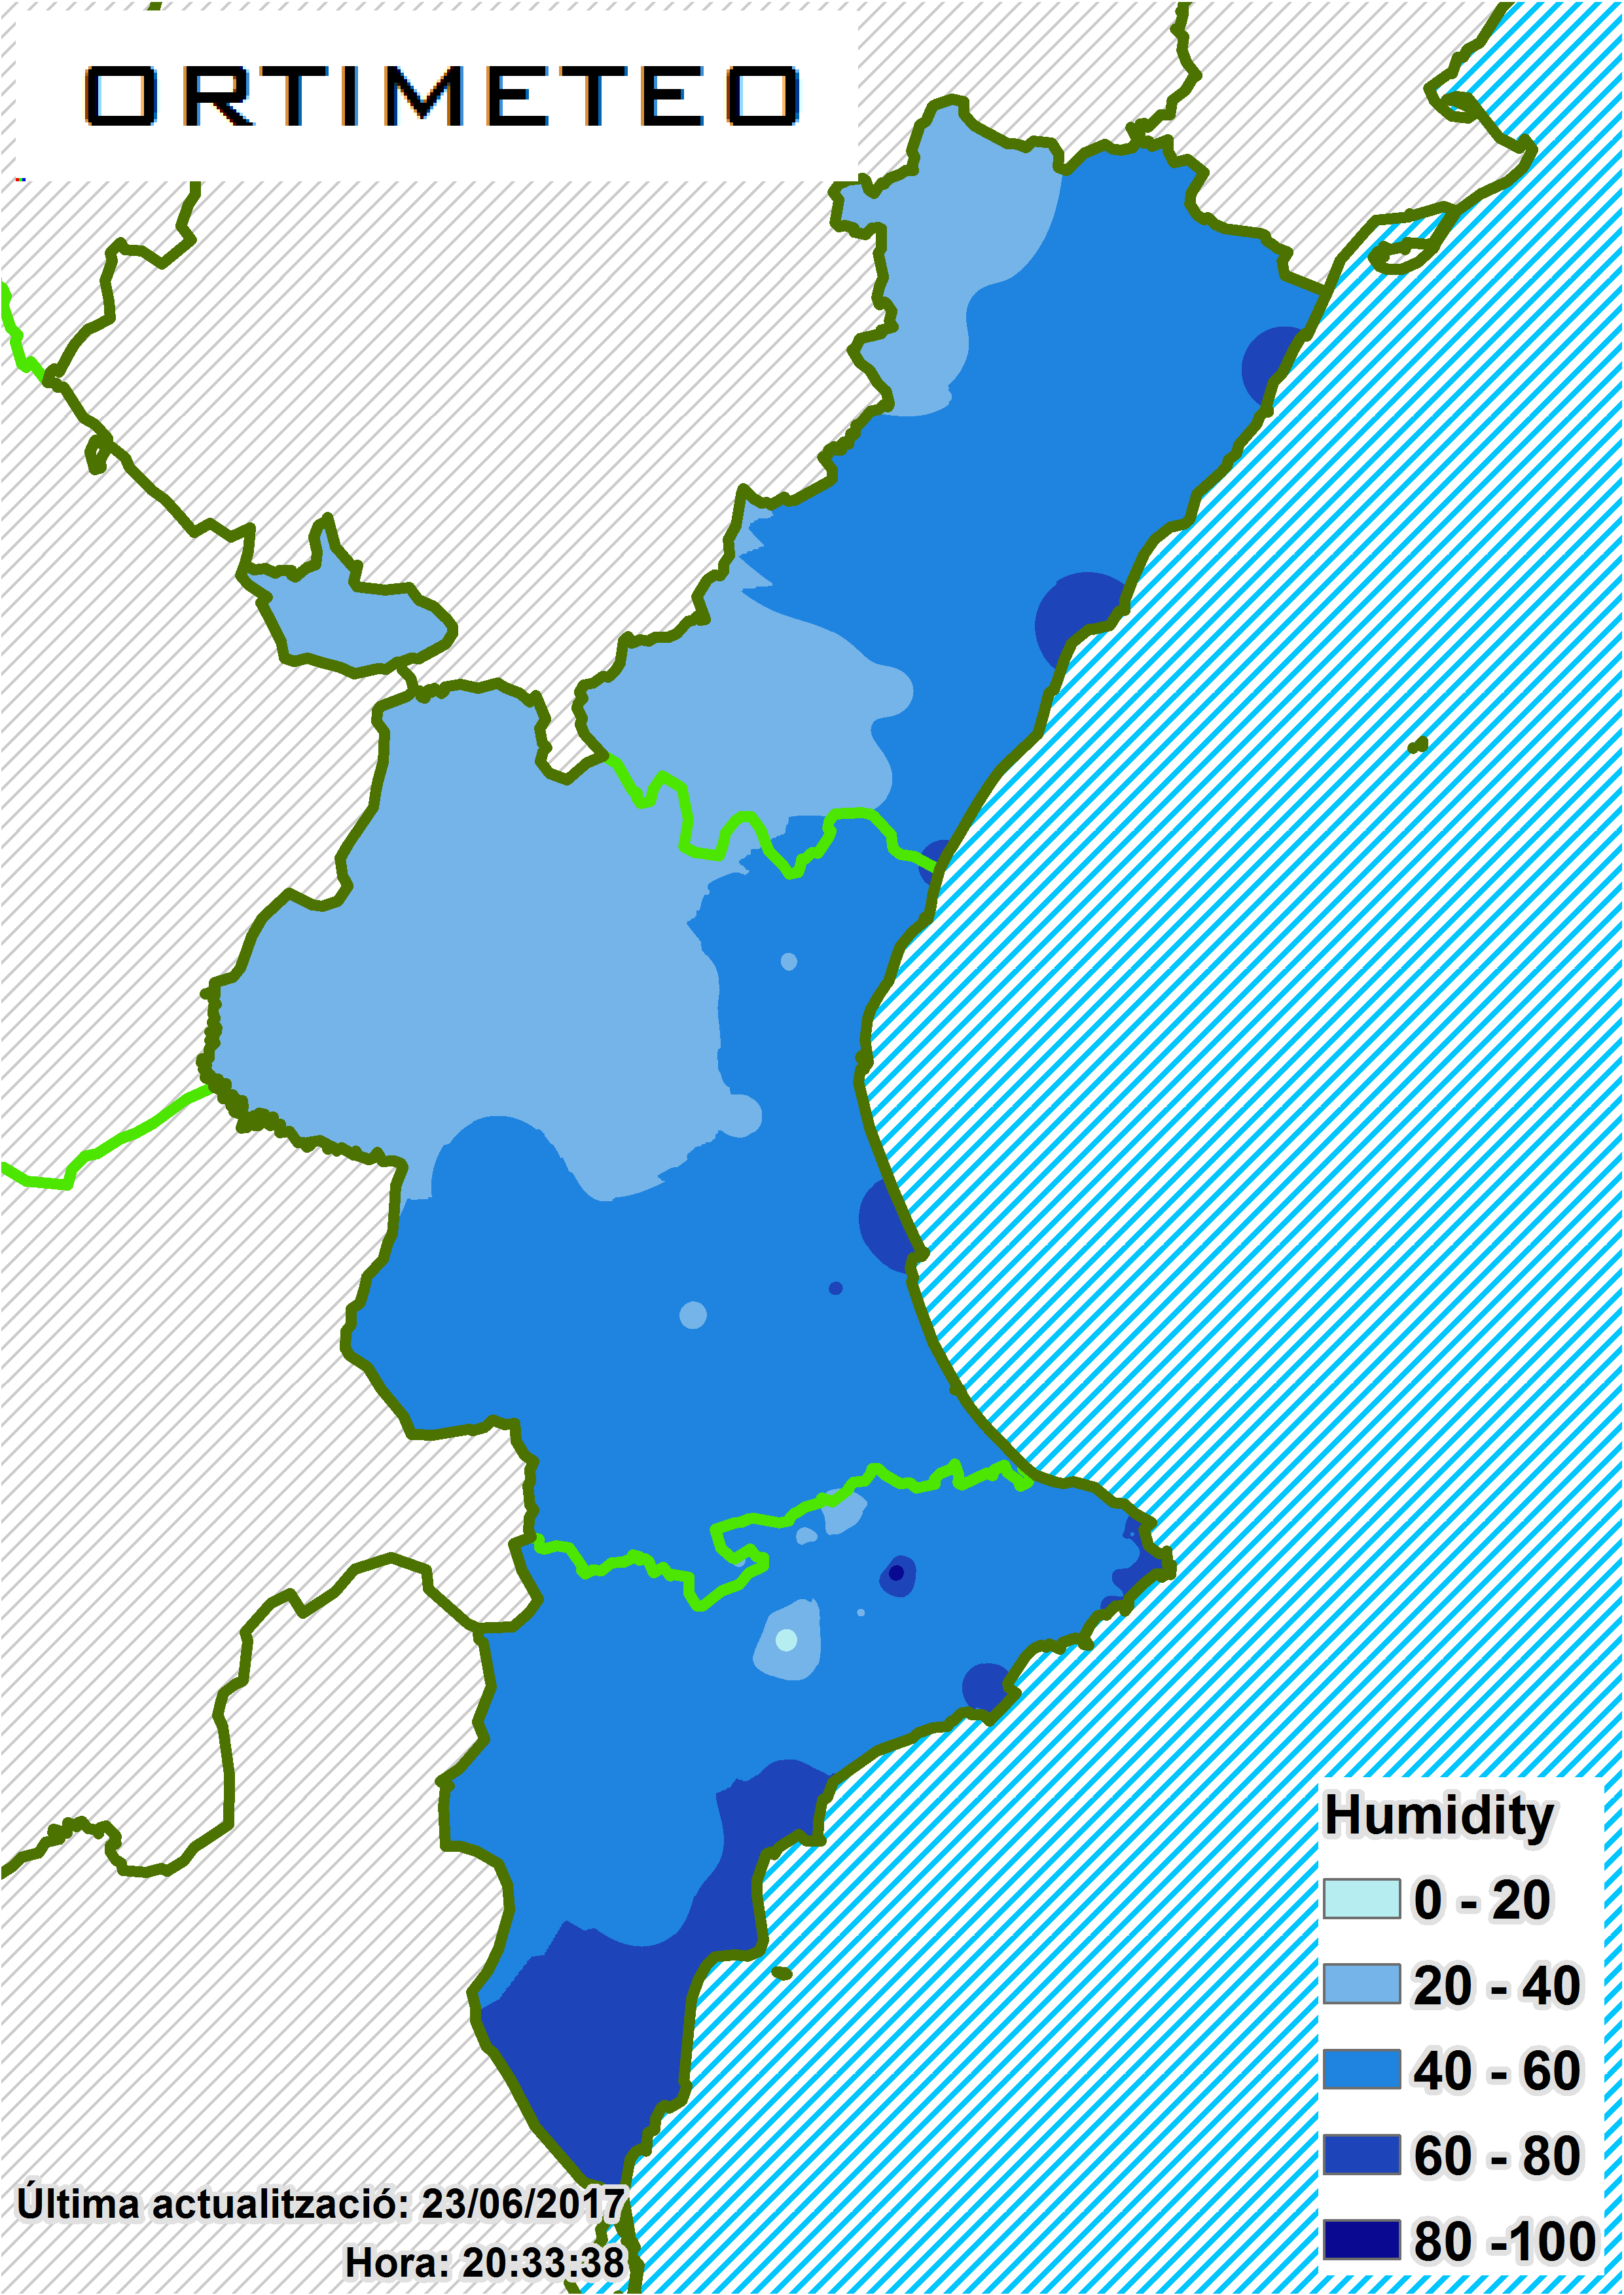 ORTIMETEO
Humidity
0 - 20
20 - 40
40 - 60
60 - 80
80 -100
Última actualització: 23/06/2017
Hora: 20:33:38